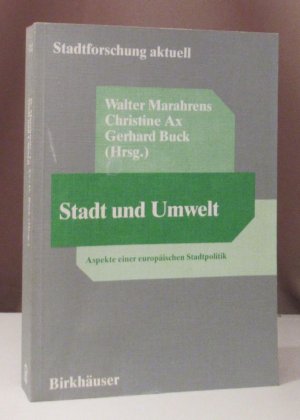 Stadtforschung aktuell
Walter Marahrens
Christine Ax
Gerhard Buck
(Hrsg.)
Stadt und Umwelt
Aspekte einer europäischen Stadtpolitik
Birkhäuser